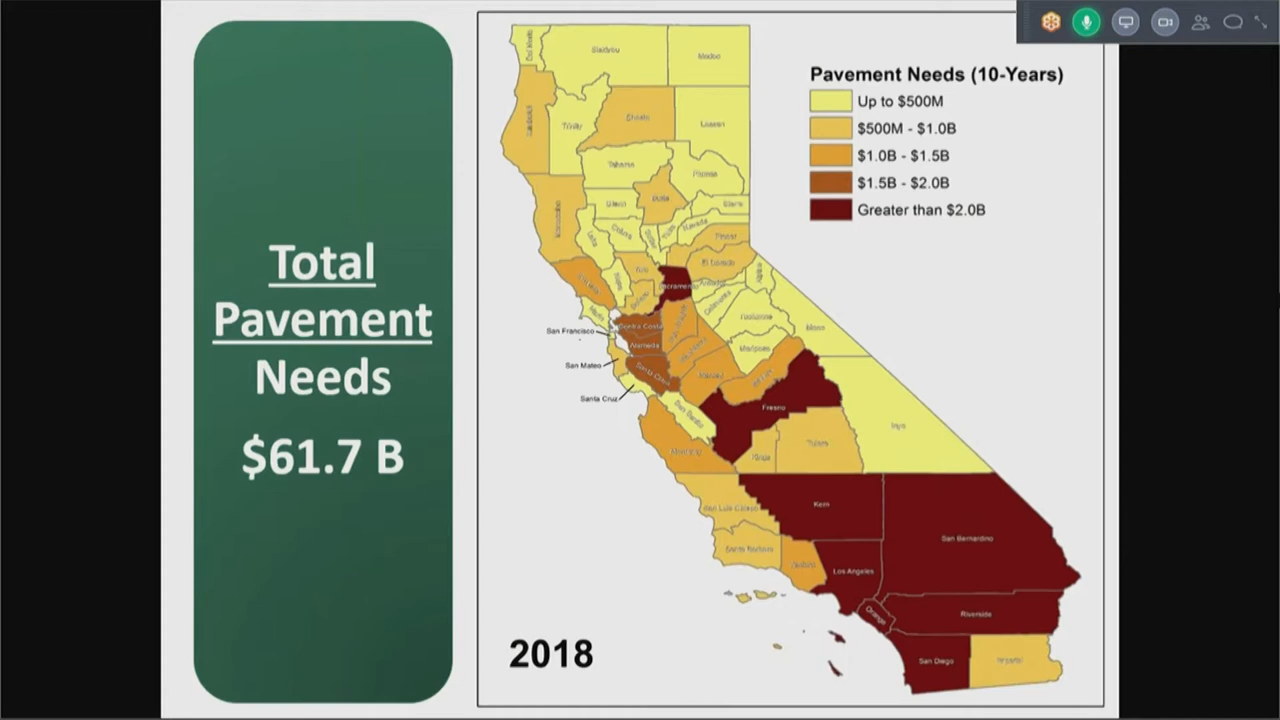 Total
Pavement
Needs
$61.7 B
Pavement Needs (10-Years)
Up to $500M
$500M - $1.0B
$1.0B - $1.5B
$1.5B - $2.0B
Greater than $2.0B
Siskiyou
Modoc
Trinity
Shasta
Lassen
Tehama
Plumas
Butte
Glenn
Sierra
Nevada
Placer
El Dorado
Mono
Tuolumne
Mariposa
San Francisco
Contra Costa
Alameda
San Mateo
Santa Clara
Santa Cruz
Merced
Fresno
San Benito
Monterey
Kings
Tulare
Inyo
San Luis Obispo
Kern
San Bernardino
Santa Barbara
Los Angeles
Orange
Riverside
San Diego
Imperial
2018